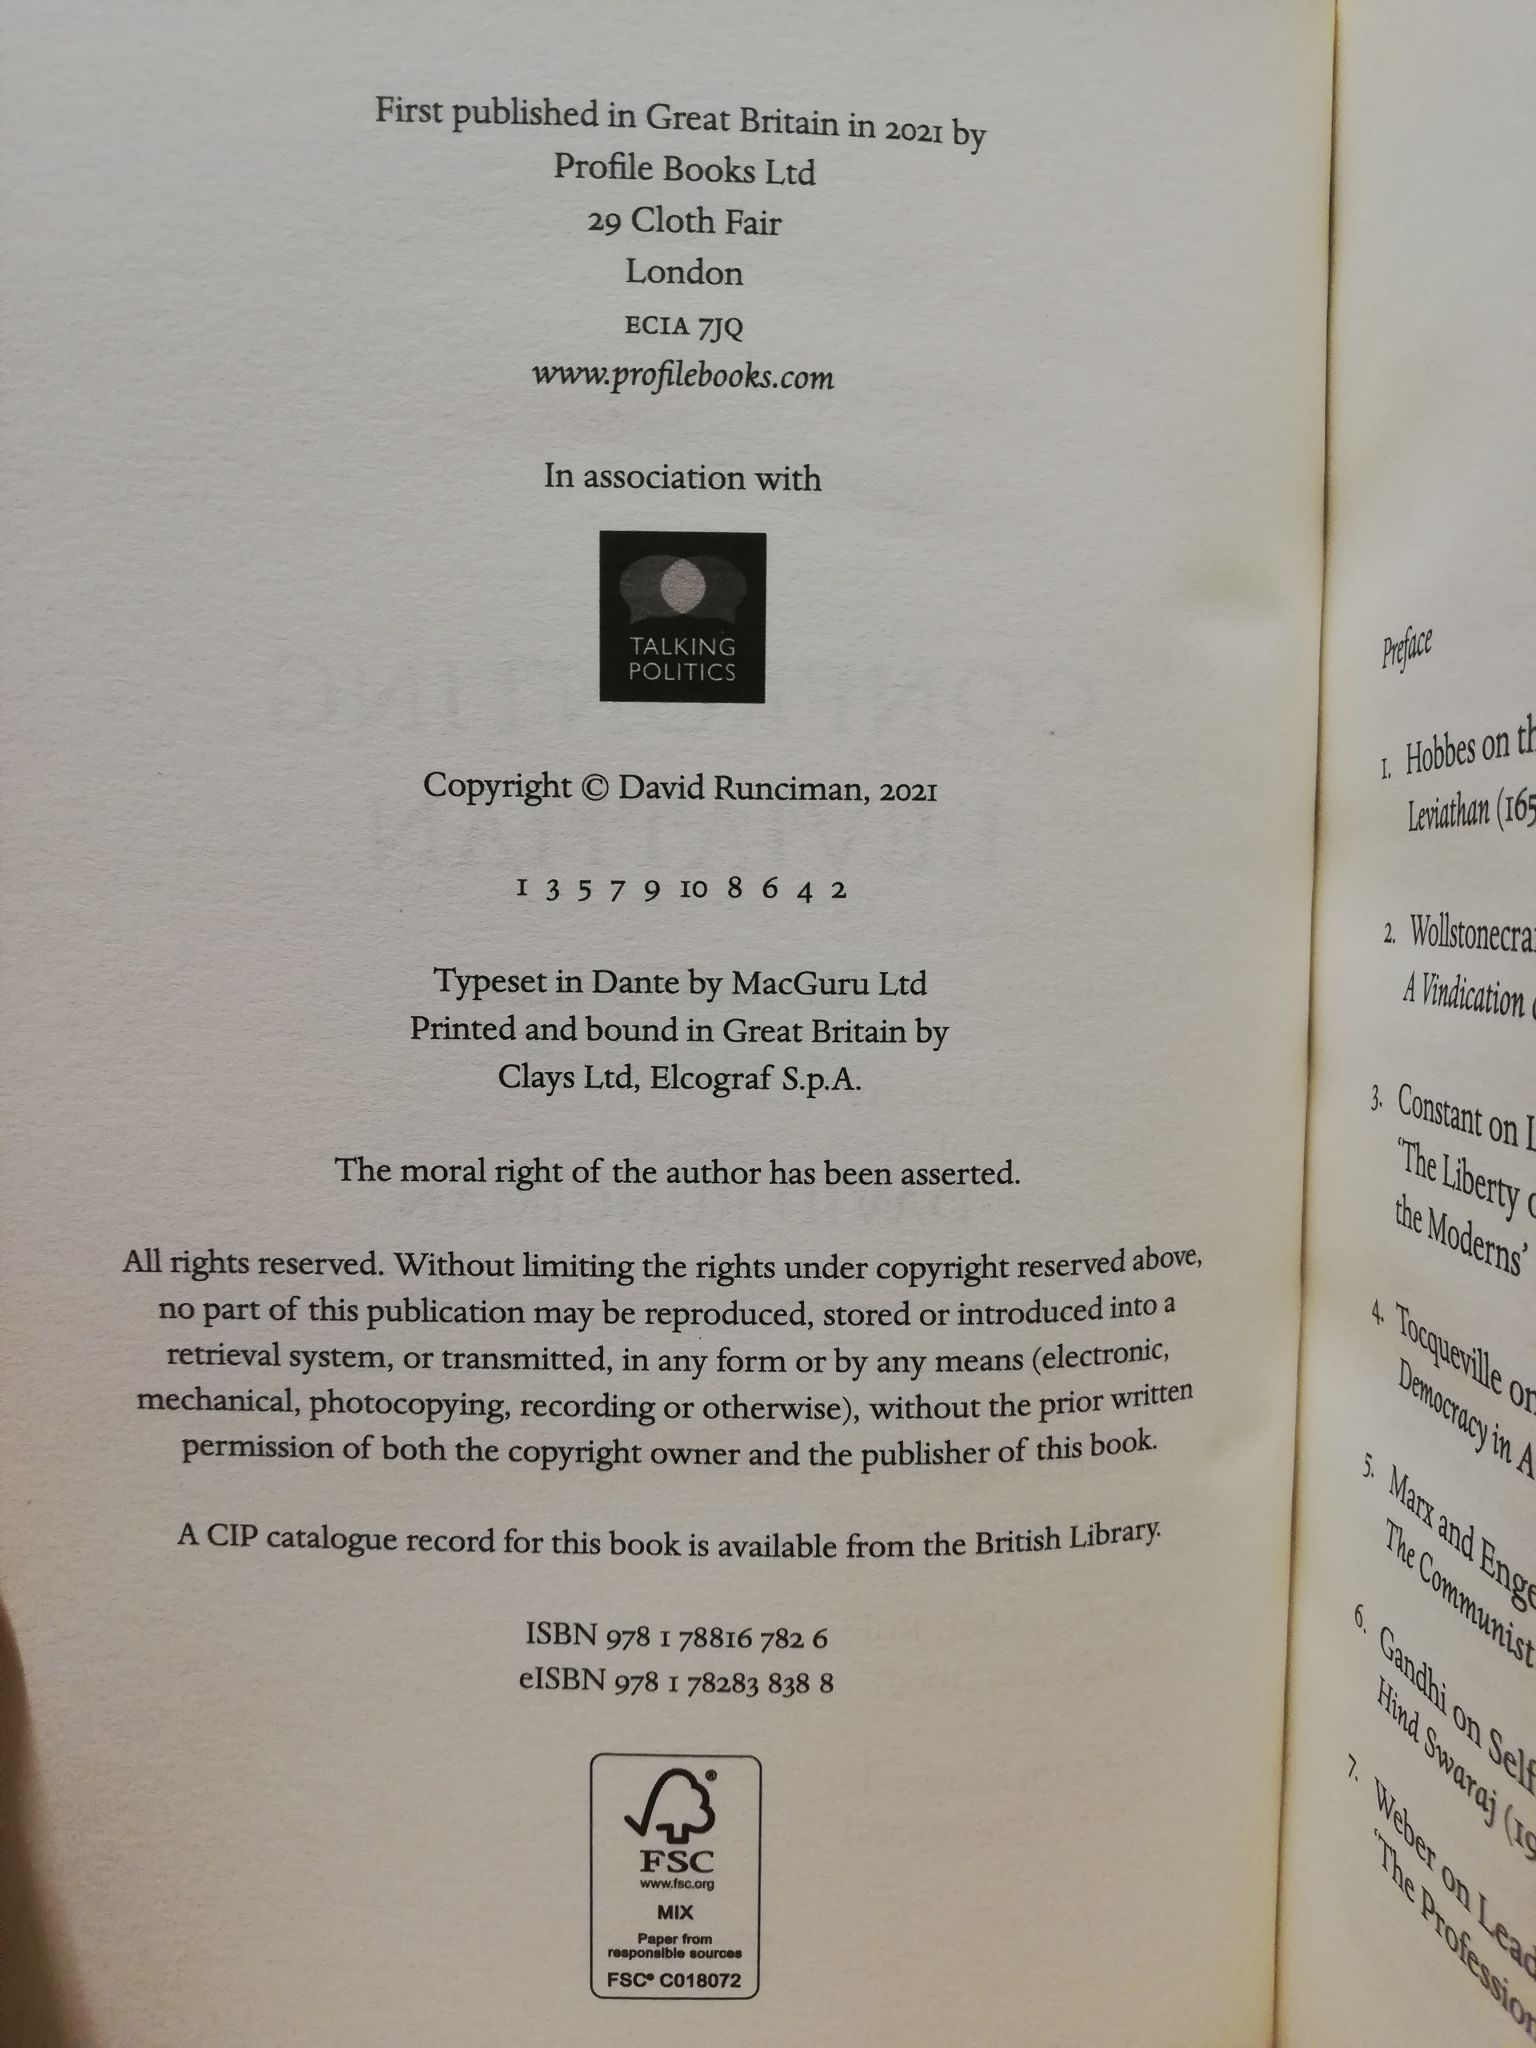 First published in Great Britain in 2021 by
Profile Books Ltd
29 Cloth Fair
London
EC1A 7JQ
www.profilebooks.com
In association with
TALKING
POLITICS
Copyright © David Runciman, 2021
1 3 5 7 9 10 8 6 4 2
Typeset in Dante by MacGuru Ltd
Printed and bound in Great Britain by
Clays Ltd, Elcograf S.p.A.
The moral right of the author has been asserted.
All rights reserved. Without limiting the rights under copyright reserved above,
no part of this publication may be reproduced, stored or introduced into a
retrieval system, or transmitted, in any form or by any means (electronic,
mechanical, photocopying, recording or otherwise), without the prior written
permission of both the copyright owner and the publisher of this book.
A CIP catalogue record for this book is available from the British Library.
ISBN 978 1 78816 782 6
eISBN 978 1 78283 838 8
FSC®
www.fsc.org
MIX
Paper from
responsible sources
FSC® C018072
Preface
1. Hobbes on
Leviathan
2.
A Vindication
3. Constant on
‘The Liberty
the Moderns’
4. Tocqueville
Democracy in
5. Marx and
The Communist
6. Gandhi on
Hind Swaraj
7. Weber on
‘The